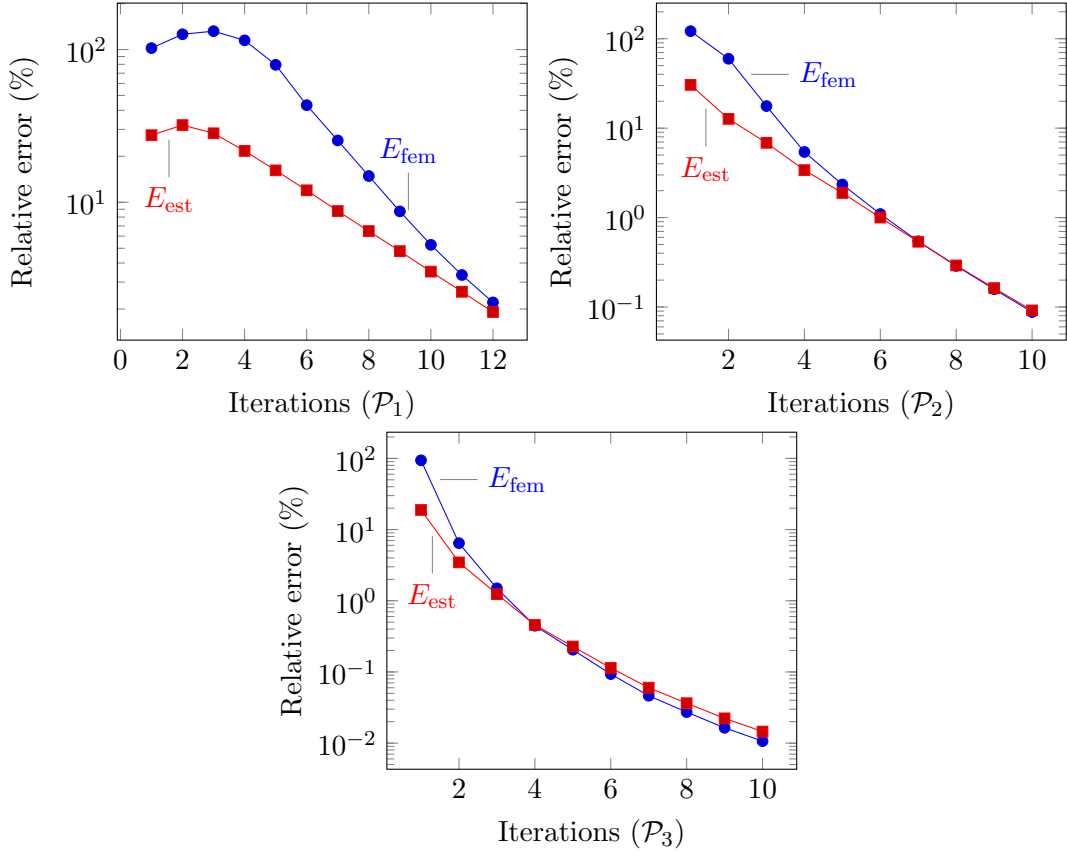 Relative error (%)
10^2
10^1
E_fem
E_est
0 2 4 6 8 10 12
Iterations (𝒫_1)
Relative error (%)
10^2
10^1
10^0
10^−1
E_fem
E_est
2 4 6 8 10
Iterations (𝒫_2)
Relative error (%)
10^2
10^1
10^0
10^−1
10^−2
E_fem
E_est
2 4 6 8 10
Iterations (𝒫_3)